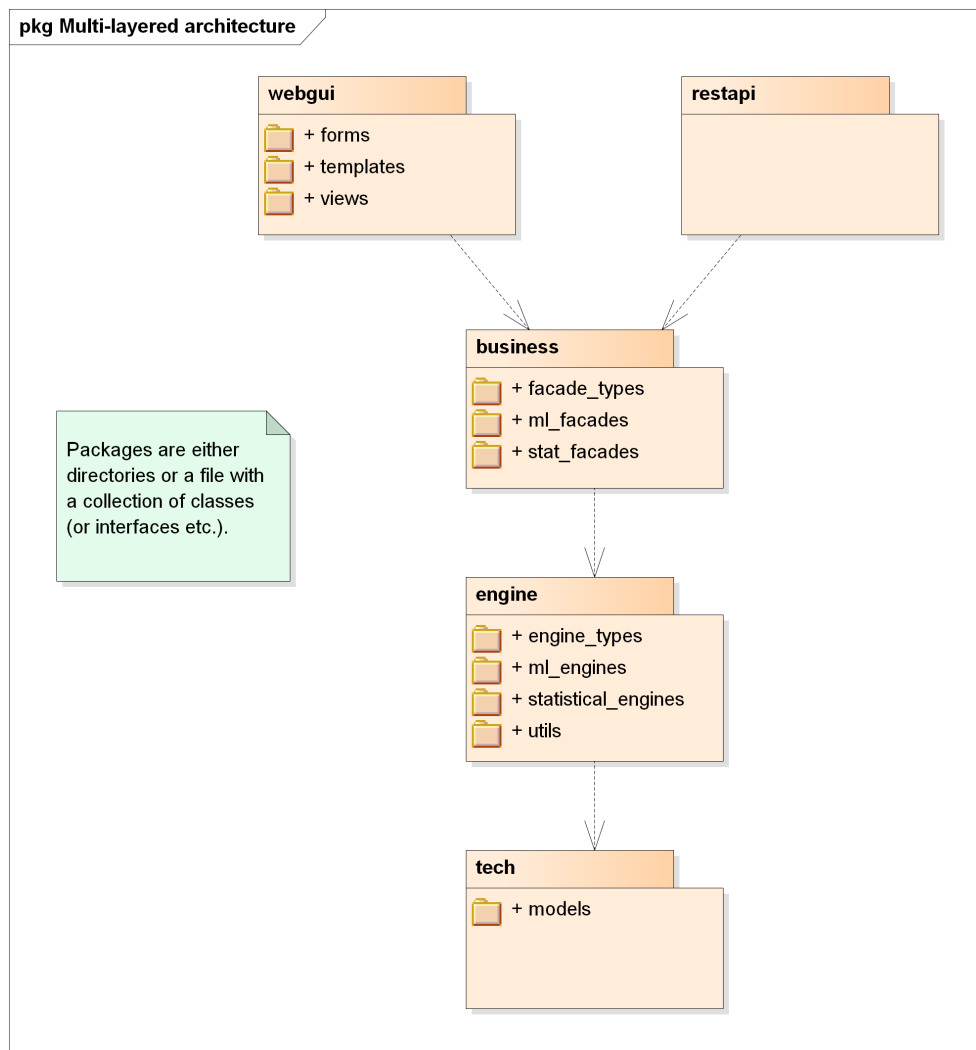 pkg Multi-layered architecture
webgui
+ forms
+ templates
+ views
restapi
business
+ facade_types
+ ml_facades
+ stat_facades
Packages are either
directories or a file with
a collection of classes
(or interfaces etc.).
engine
+ engine_types
+ ml_engines
+ statistical_engines
+ utils
tech
+ models